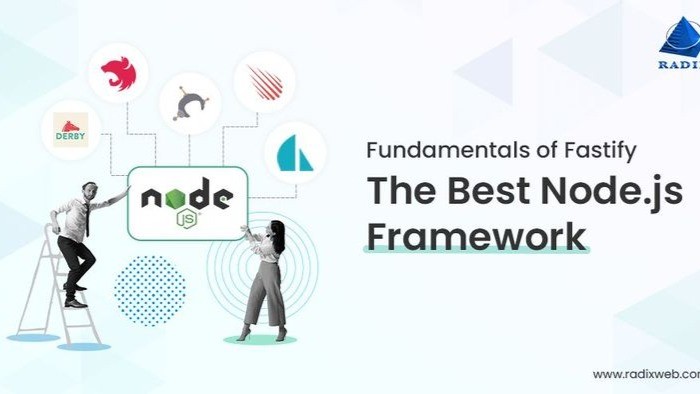 RADI
DERBY
Fundamentals of Fastify
node
The Best Node.js
JS
Framework
www.radixweb.com